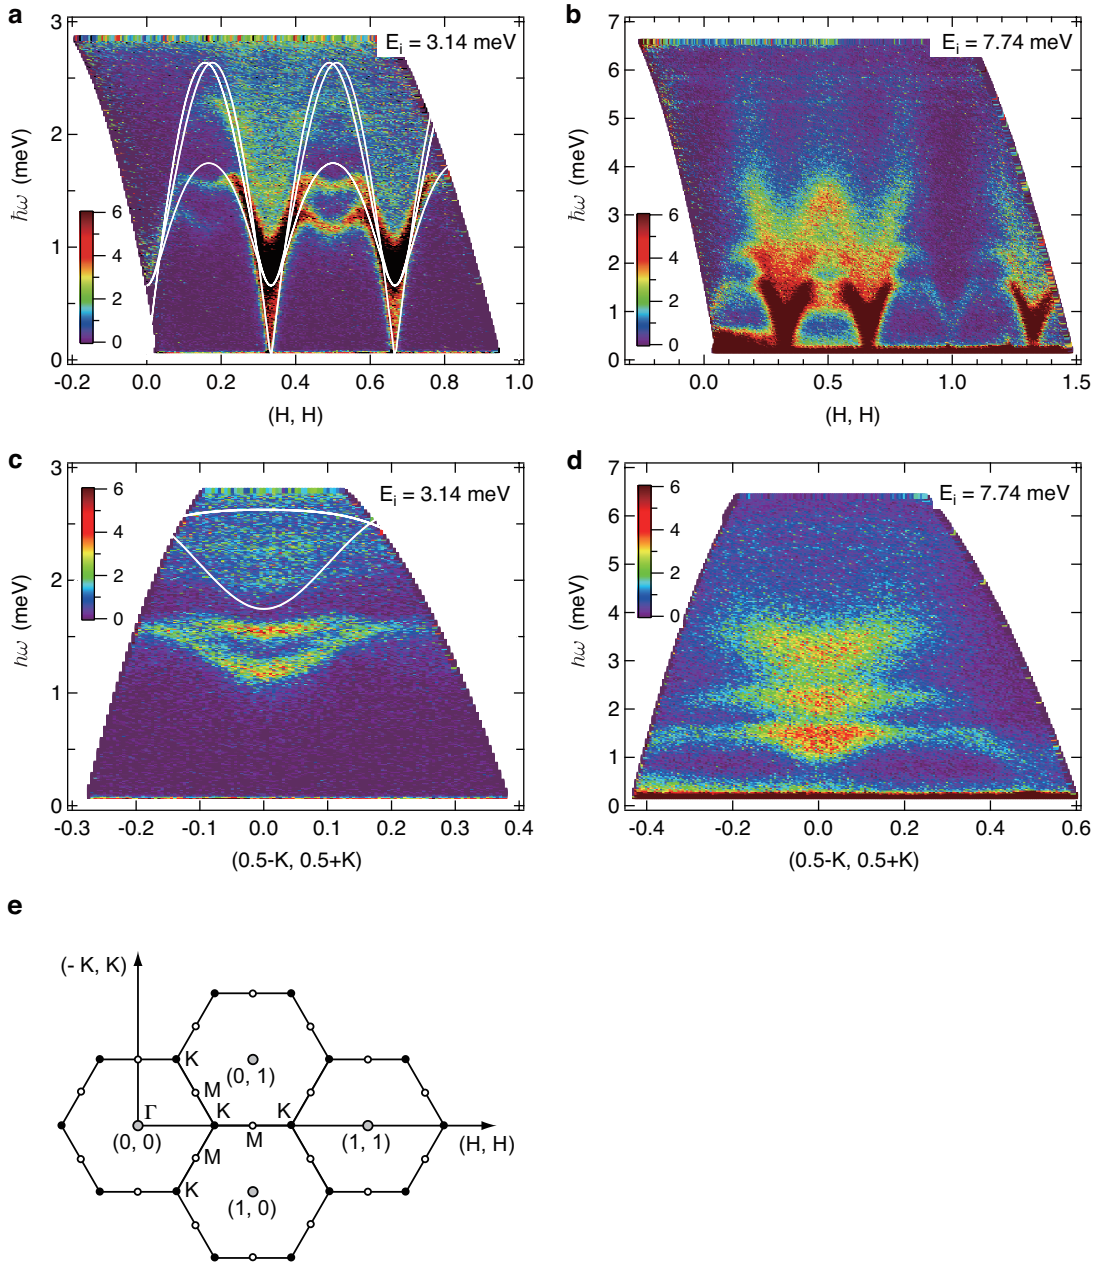 a
E_i = 3.14 meV
3
2
1
0
ħω (meV)
6
4
2
0
-0.2 0.0 0.2 0.4 0.6 0.8 1.0
(H, H)
b
E_i = 7.74 meV
7
6
5
4
3
2
1
0
ħω (meV)
6
4
2
0
0.0 0.5 1.0 1.5
(H, H)
c
E_i = 3.14 meV
3
2
1
0
ħω (meV)
6
4
2
0
-0.3 -0.2 -0.1 0.0 0.1 0.2 0.3 0.4
(0.5-K, 0.5+K)
d
E_i = 7.74 meV
7
6
5
4
3
2
1
0
ħω (meV)
6
4
2
0
-0.4 -0.2 0.0 0.2 0.4 0.6
(0.5-K, 0.5+K)
e
(- K, K)
K
(0, 1)
M
Γ K K
(0, 0) M (1, 1) (H, H)
M
K
(1, 0)